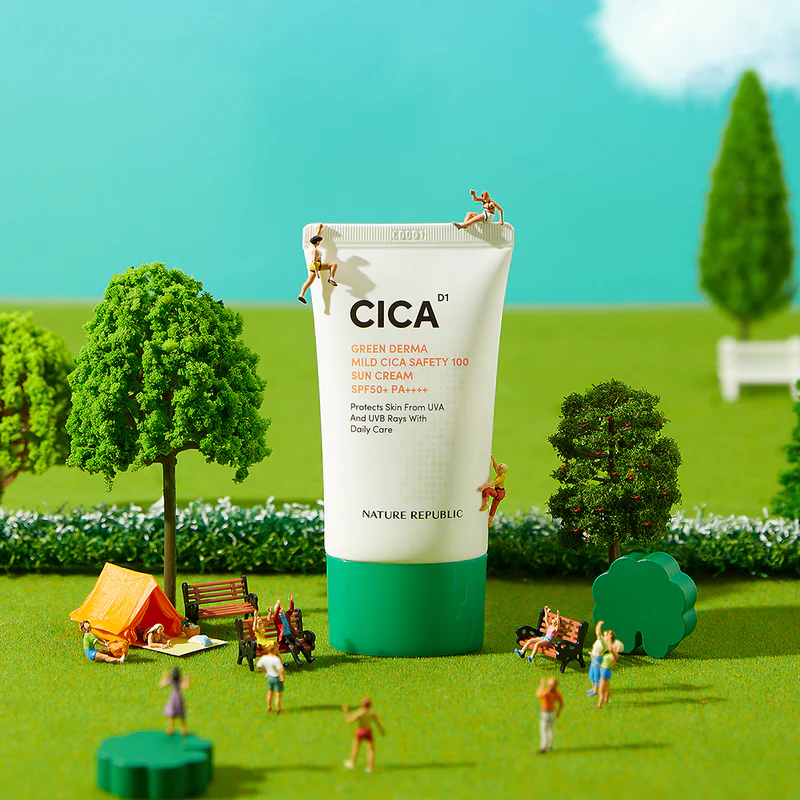 CICA D1
GREEN DERMA
MILD CICA SAFETY 100
SUN CREAM
SPF50+ PA++++
Protects Skin From UVA
And UVB Rays With
Daily Care
NATURE REPUBLIC